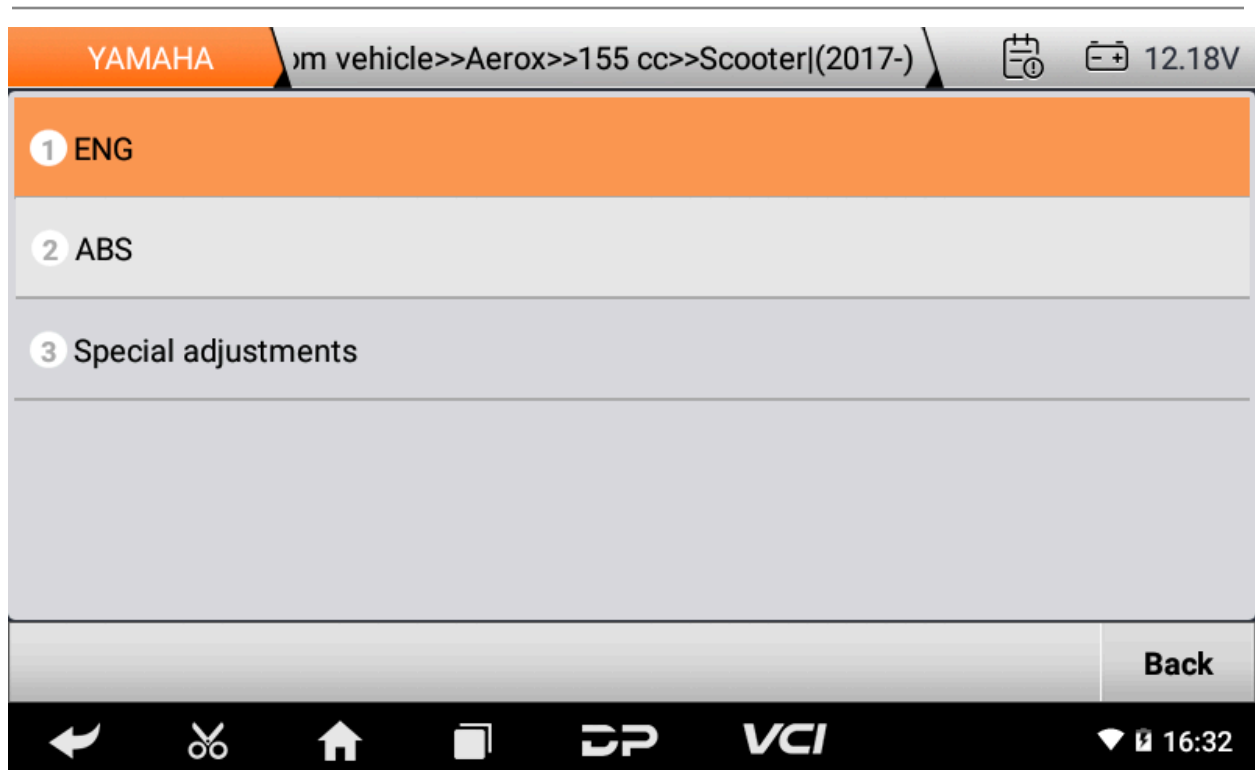 YAMAHA
om vehicle>>Aerox>>155 cc>>Scooter|(2017-)
12.18V
1 ENG
2 ABS
3 Special adjustments
Back
DP
VCI
16:32